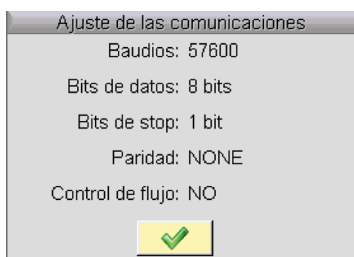 Ajuste de las comunicaciones
Baudios: 57600
Bits de datos: 8 bits
Bits de stop: 1 bit
Paridad: NONE
Control de flujo: NO